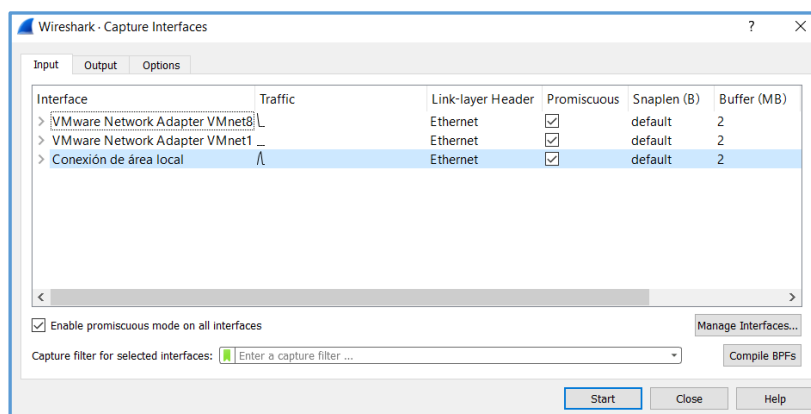 Wireshark · Capture Interfaces ? ×
Input Output Options
Interface Traffic Link-layer Header Promiscuous Snaplen (B) Buffer (MB)
VMware Network Adapter VMnet8 Ethernet default 2
VMware Network Adapter VMnet1 Ethernet default 2
Conexión de área local Ethernet default 2
Enable promiscuous mode on all interfaces Manage Interfaces...
Capture filter for selected interfaces: Enter a capture filter ... Compile BPFs
Start Close Help